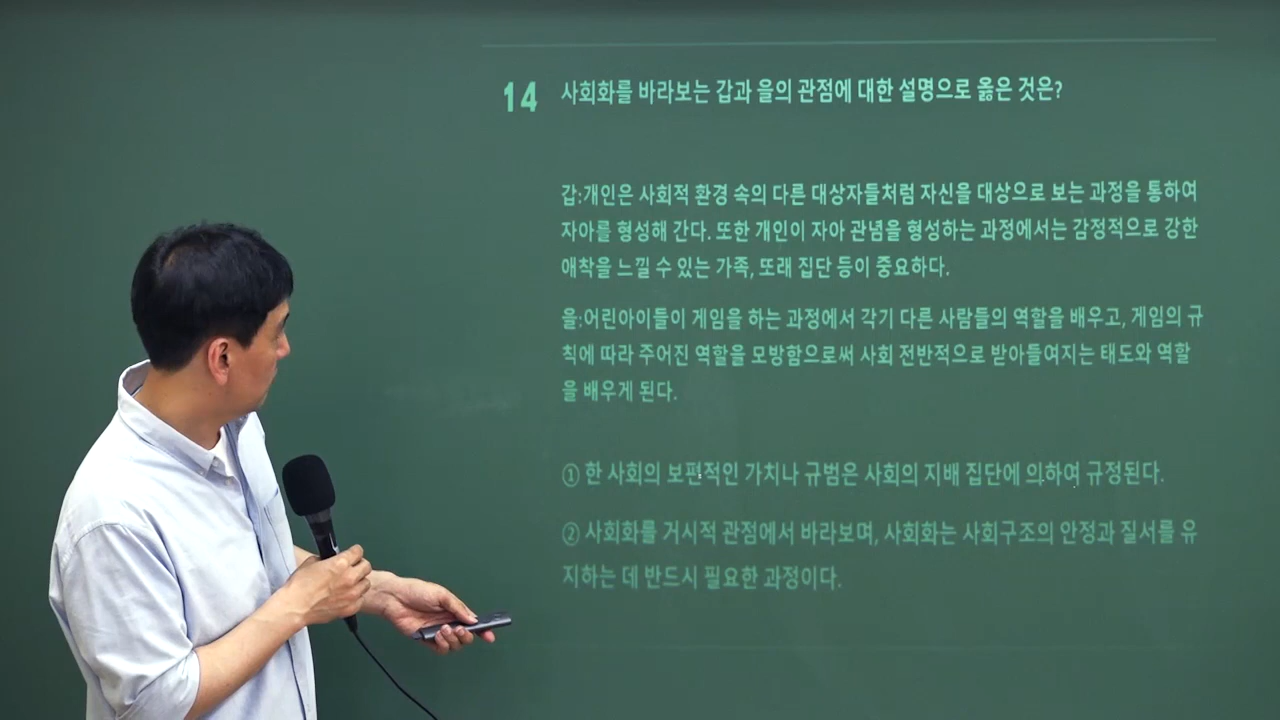 14 사회화를 바라보는 갑과 을의 관점에 대한 설명으로 옳은 것은?
갑:개인은 사회적 환경 속의 다른 대상자들처럼 자신을 대상으로 보는 과정을 통하여
자아를 형성해 간다. 또한 개인이 자아 관념을 형성하는 과정에서는 감정적으로 강한
애착을 느낄 수 있는 가족, 또래 집단 등이 중요하다.
을:어린아이들이 게임을 하는 과정에서 각기 다른 사람들의 역할을 배우고, 게임의 규
칙에 따라 주어진 역할을 모방함으로써 사회 전반적으로 받아들여지는 태도와 역할
을 배우게 된다.
① 한 사회의 보편적인 가치나 규범은 사회의 지배 집단에 의하여 규정된다.
② 사회화를 거시적 관점에서 바라보며, 사회화는 사회구조의 안정과 질서를 유
지하는 데 반드시 필요한 과정이다.